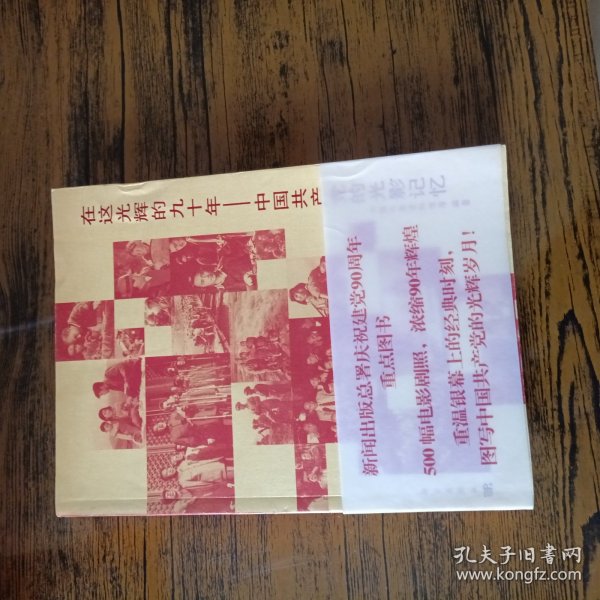 在这光辉的九十年
——中国共产
的光影记忆
新闻出版总署庆祝建党90周年
重点图书
500幅电影剧照，浓缩90年辉煌
重温银幕上的经典时刻，
图写中国共产党的光辉岁月！
孔夫子旧书网
www.kongfz.com